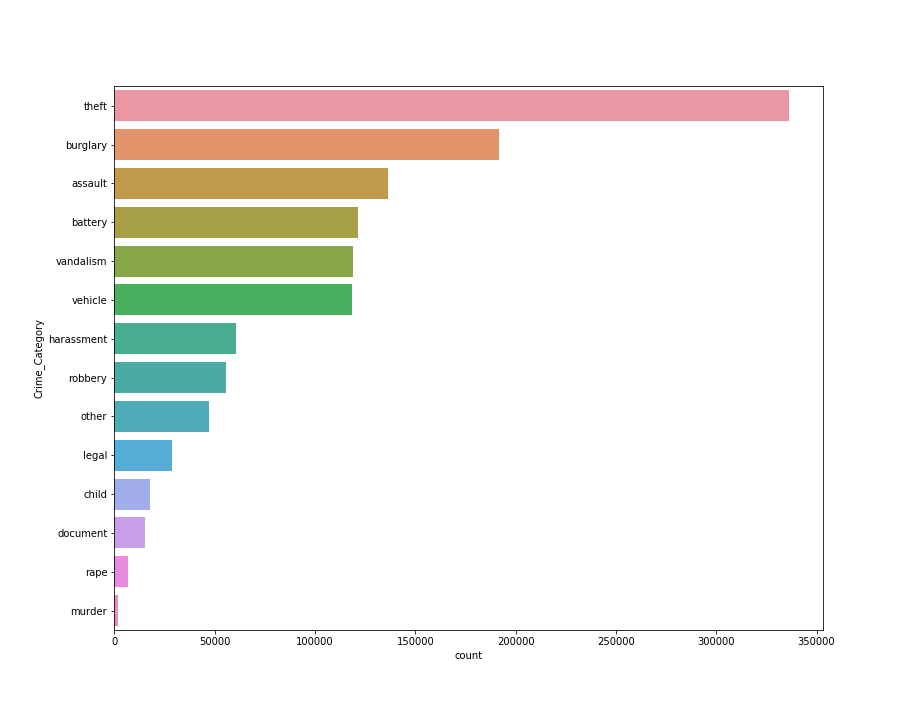 theft
burglary
assault
battery
vandalism
vehicle
harassment
robbery
other
legal
child
document
rape
murder
Crime_Category
0 50000 100000 150000 200000 250000 300000 350000
count